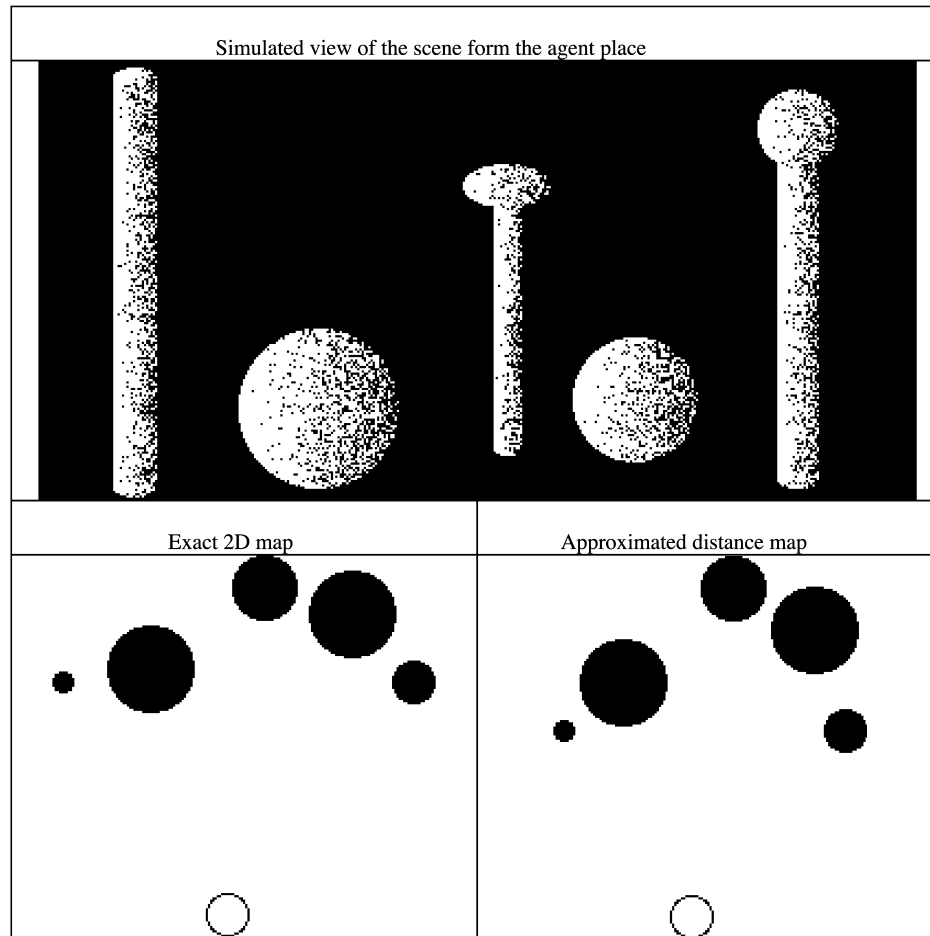 Simulated view of the scene form the agent place
Exact 2D map
Approximated distance map